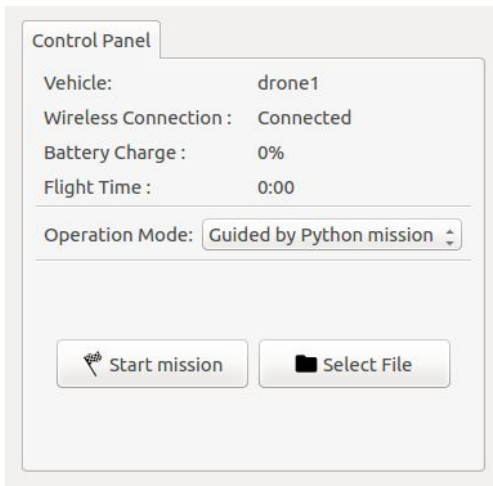 Control Panel
Vehicle: drone1
Wireless Connection : Connected
Battery Charge : 0%
Flight Time : 0:00
Operation Mode: Guided by Python mission
Start mission Select File